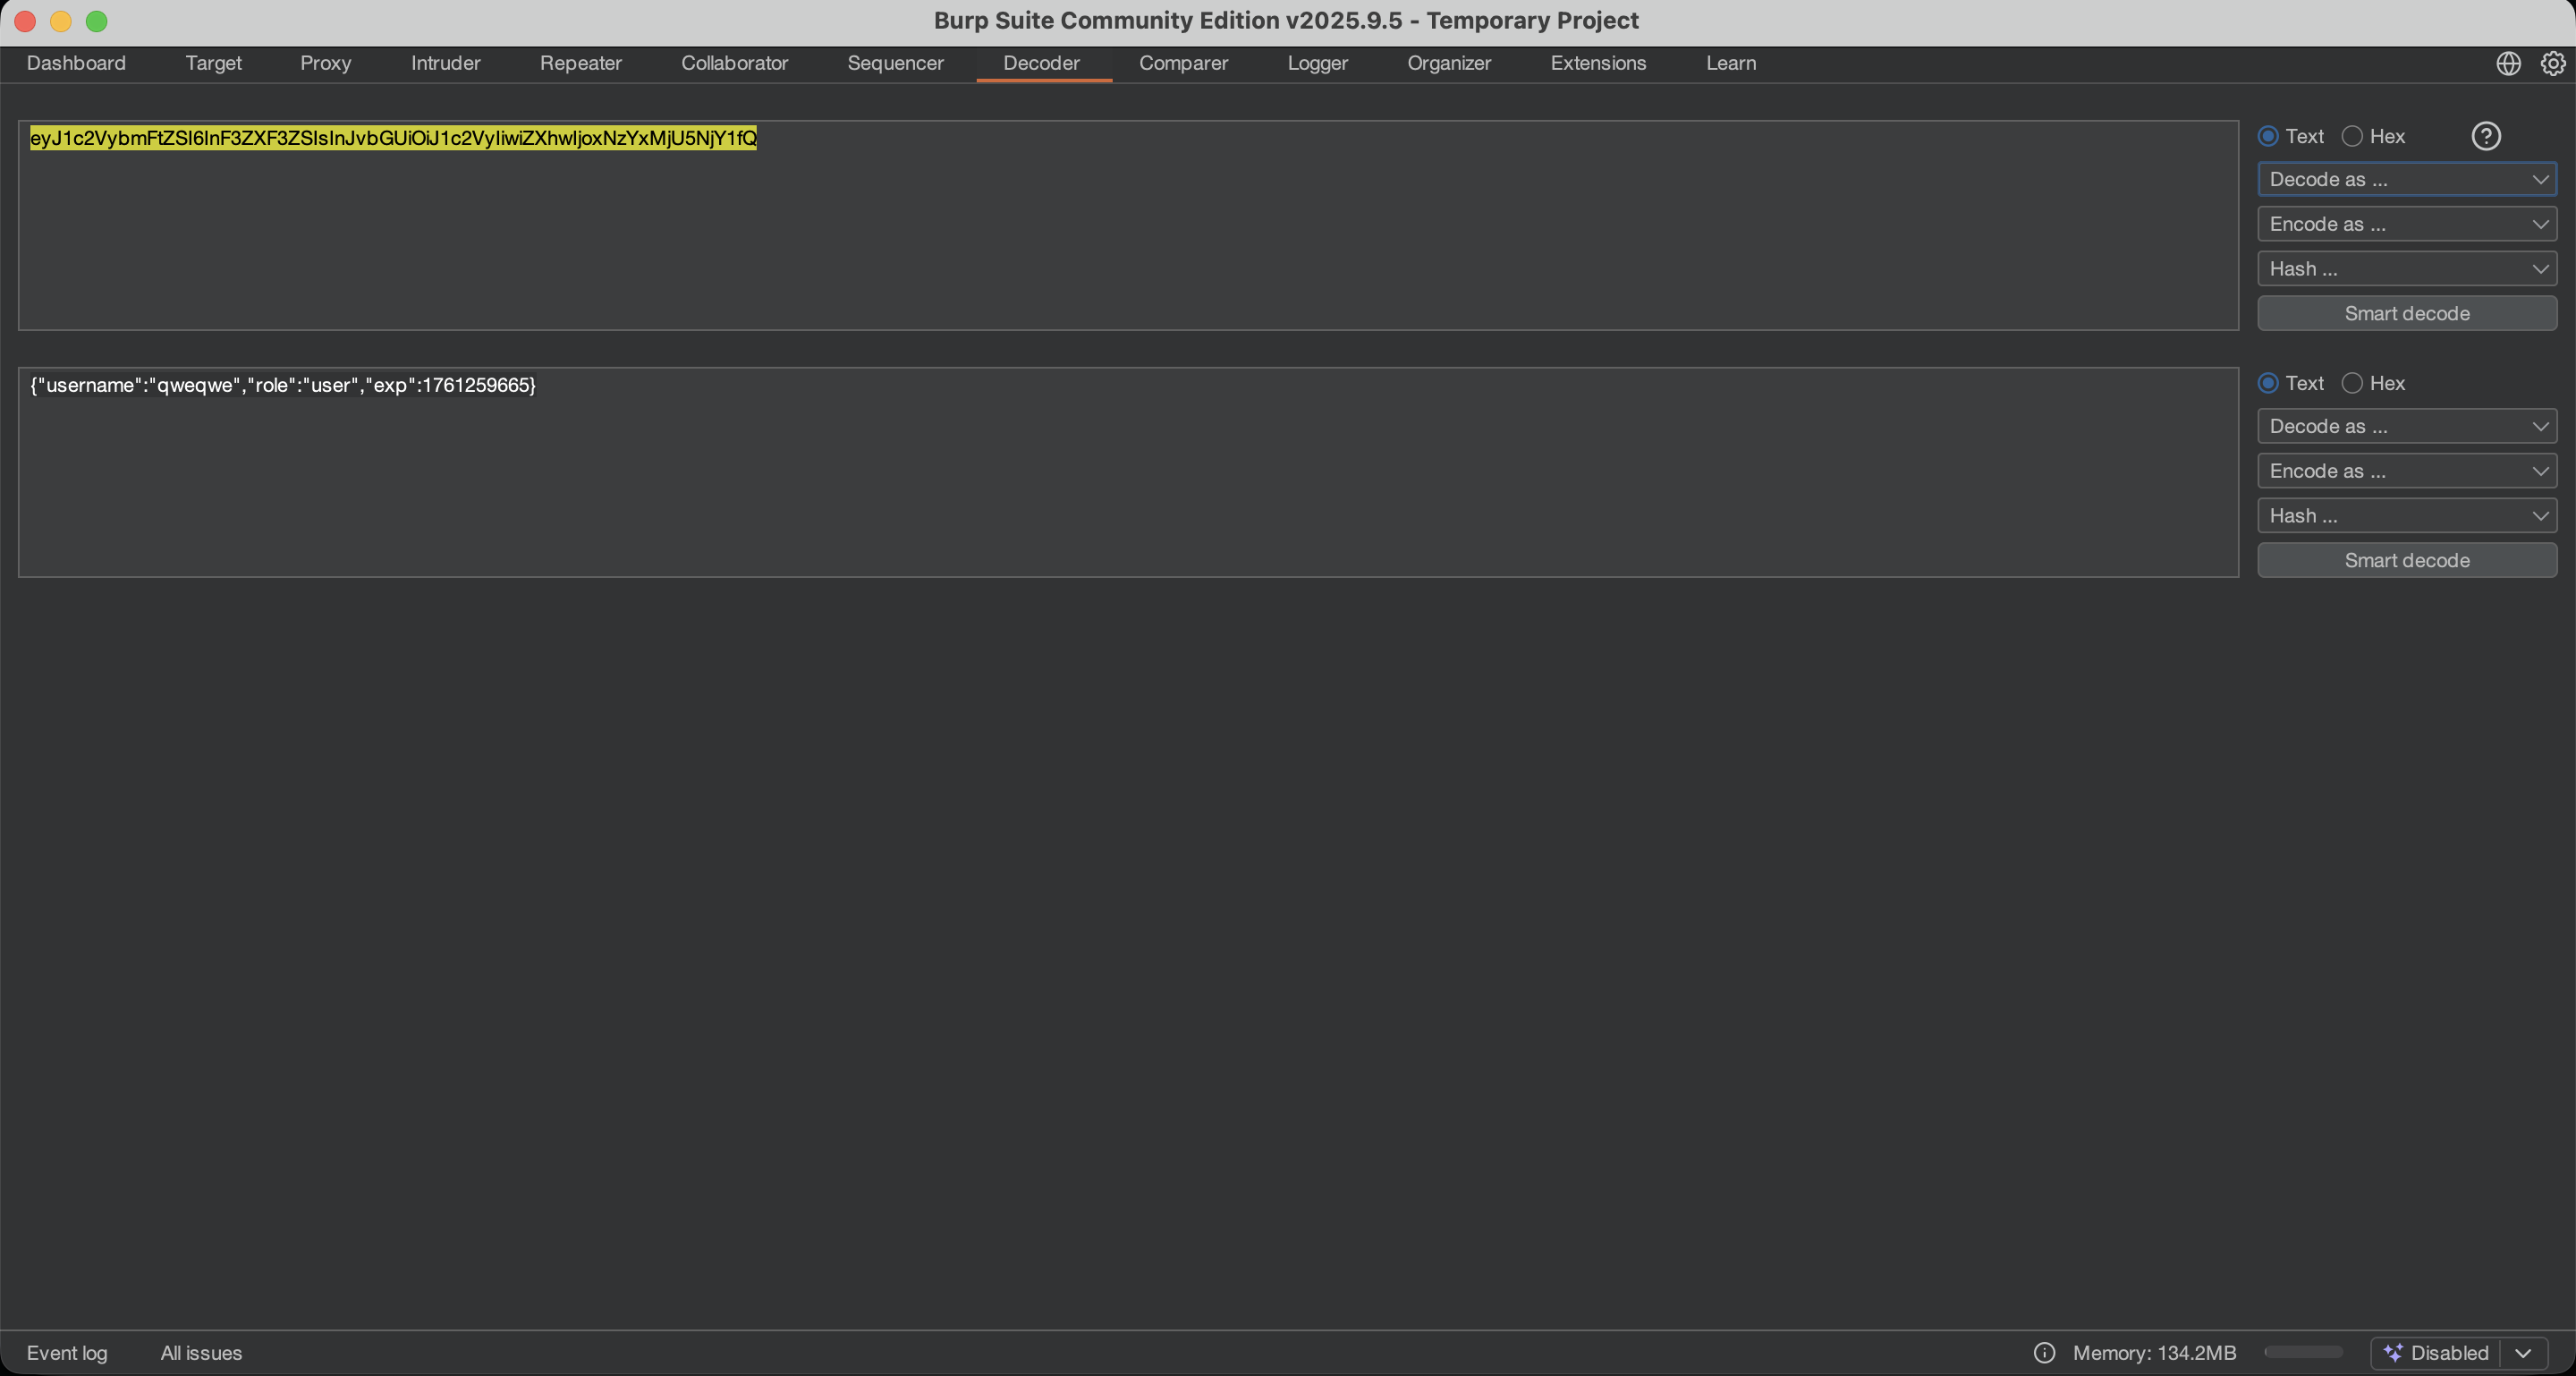 Burp Suite Community Edition v2025.9.5 - Temporary Project
Dashboard Target Proxy Intruder Repeater Collaborator Sequencer Decoder Comparer Logger Organizer Extensions Learn
eyJ1c2VybmFtZSI6InF3ZXF3ZSIsInJvbGUiOiJ1c2VyIiwiZXhwIjoxNzYxMjU5NjY1fQ
Text Hex ?
Decode as ...
Encode as ...
Hash ...
Smart decode
{"username":"qweqwe","role":"user","exp":1761259665}
Text Hex
Decode as ...
Encode as ...
Hash ...
Smart decode
Event log All issues Memory: 134.2MB Disabled